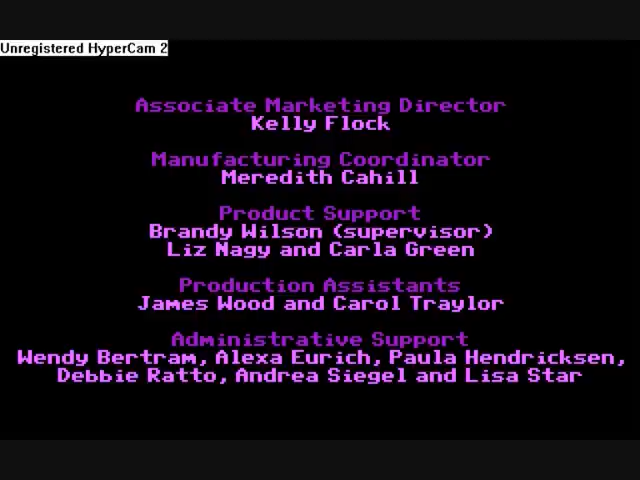 Unregistered HyperCam 2
Associate Marketing Director
Kelly Flock
Manufacturing Coordinator
Meredith Cahill
Product Support
Brandy Wilson (supervisor)
Liz Nagy and Carla Green
Production Assistants
James Wood and Carol Traylor
Administrative Support
Wendy Bertram, Alexa Eurich, Paula Hendricksen,
Debbie Ratto, Andrea Siegel and Lisa Star